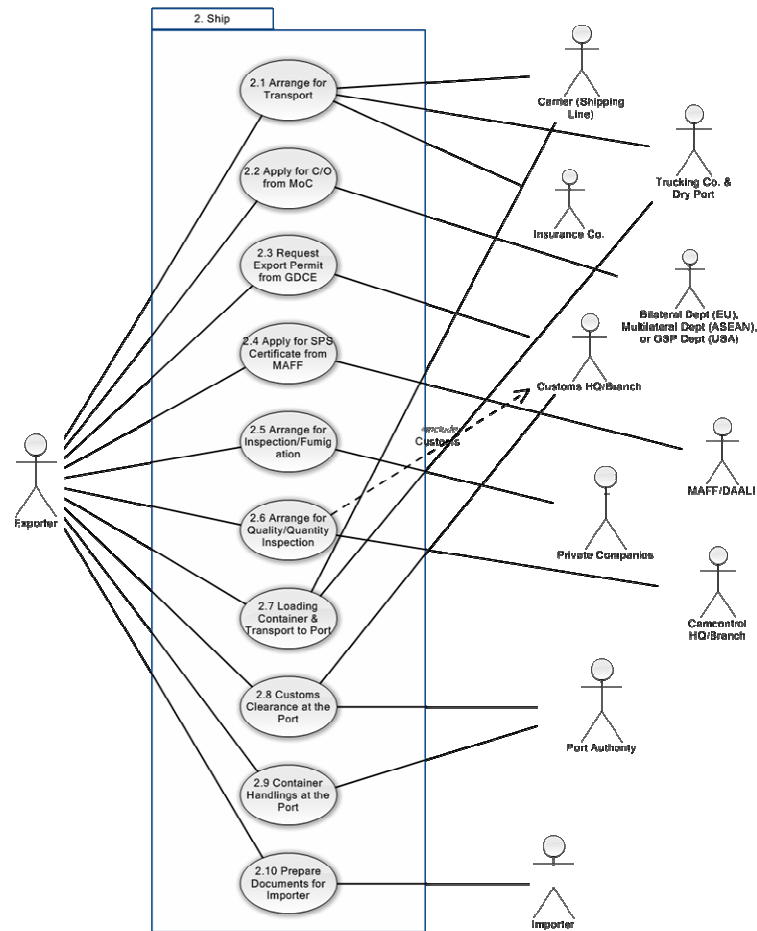 2. Ship
2.1 Arrange for
Transport
2.2 Apply for C/O
from MoC
2.3 Request
Export Permit
from GDCE
2.4 Apply for SPS
Certificate from
MAFF
2.5 Arrange for
Inspection/Fumig
ation
2.6 Arrange for
Quality/Quantity
Inspection
2.7 Loading
Container &
Transport to Port
2.8 Customs
Clearance at the
Port
2.9 Container
Handlings at the
Port
2.10 Prepare
Documents for
Importer
Exporter
Carrier (Shipping
Line)
Trucking Co. &
Dry Port
Insurance Co.
Bilateral Dept (EU),
Multilateral Dept (ASEAN),
or GSP Dept (USA)
Customs HQ/Branch
«include»
Customs
MAFF/DAALI
Private Companies
Camcontrol
HQ/Branch
Port Authority
Importer